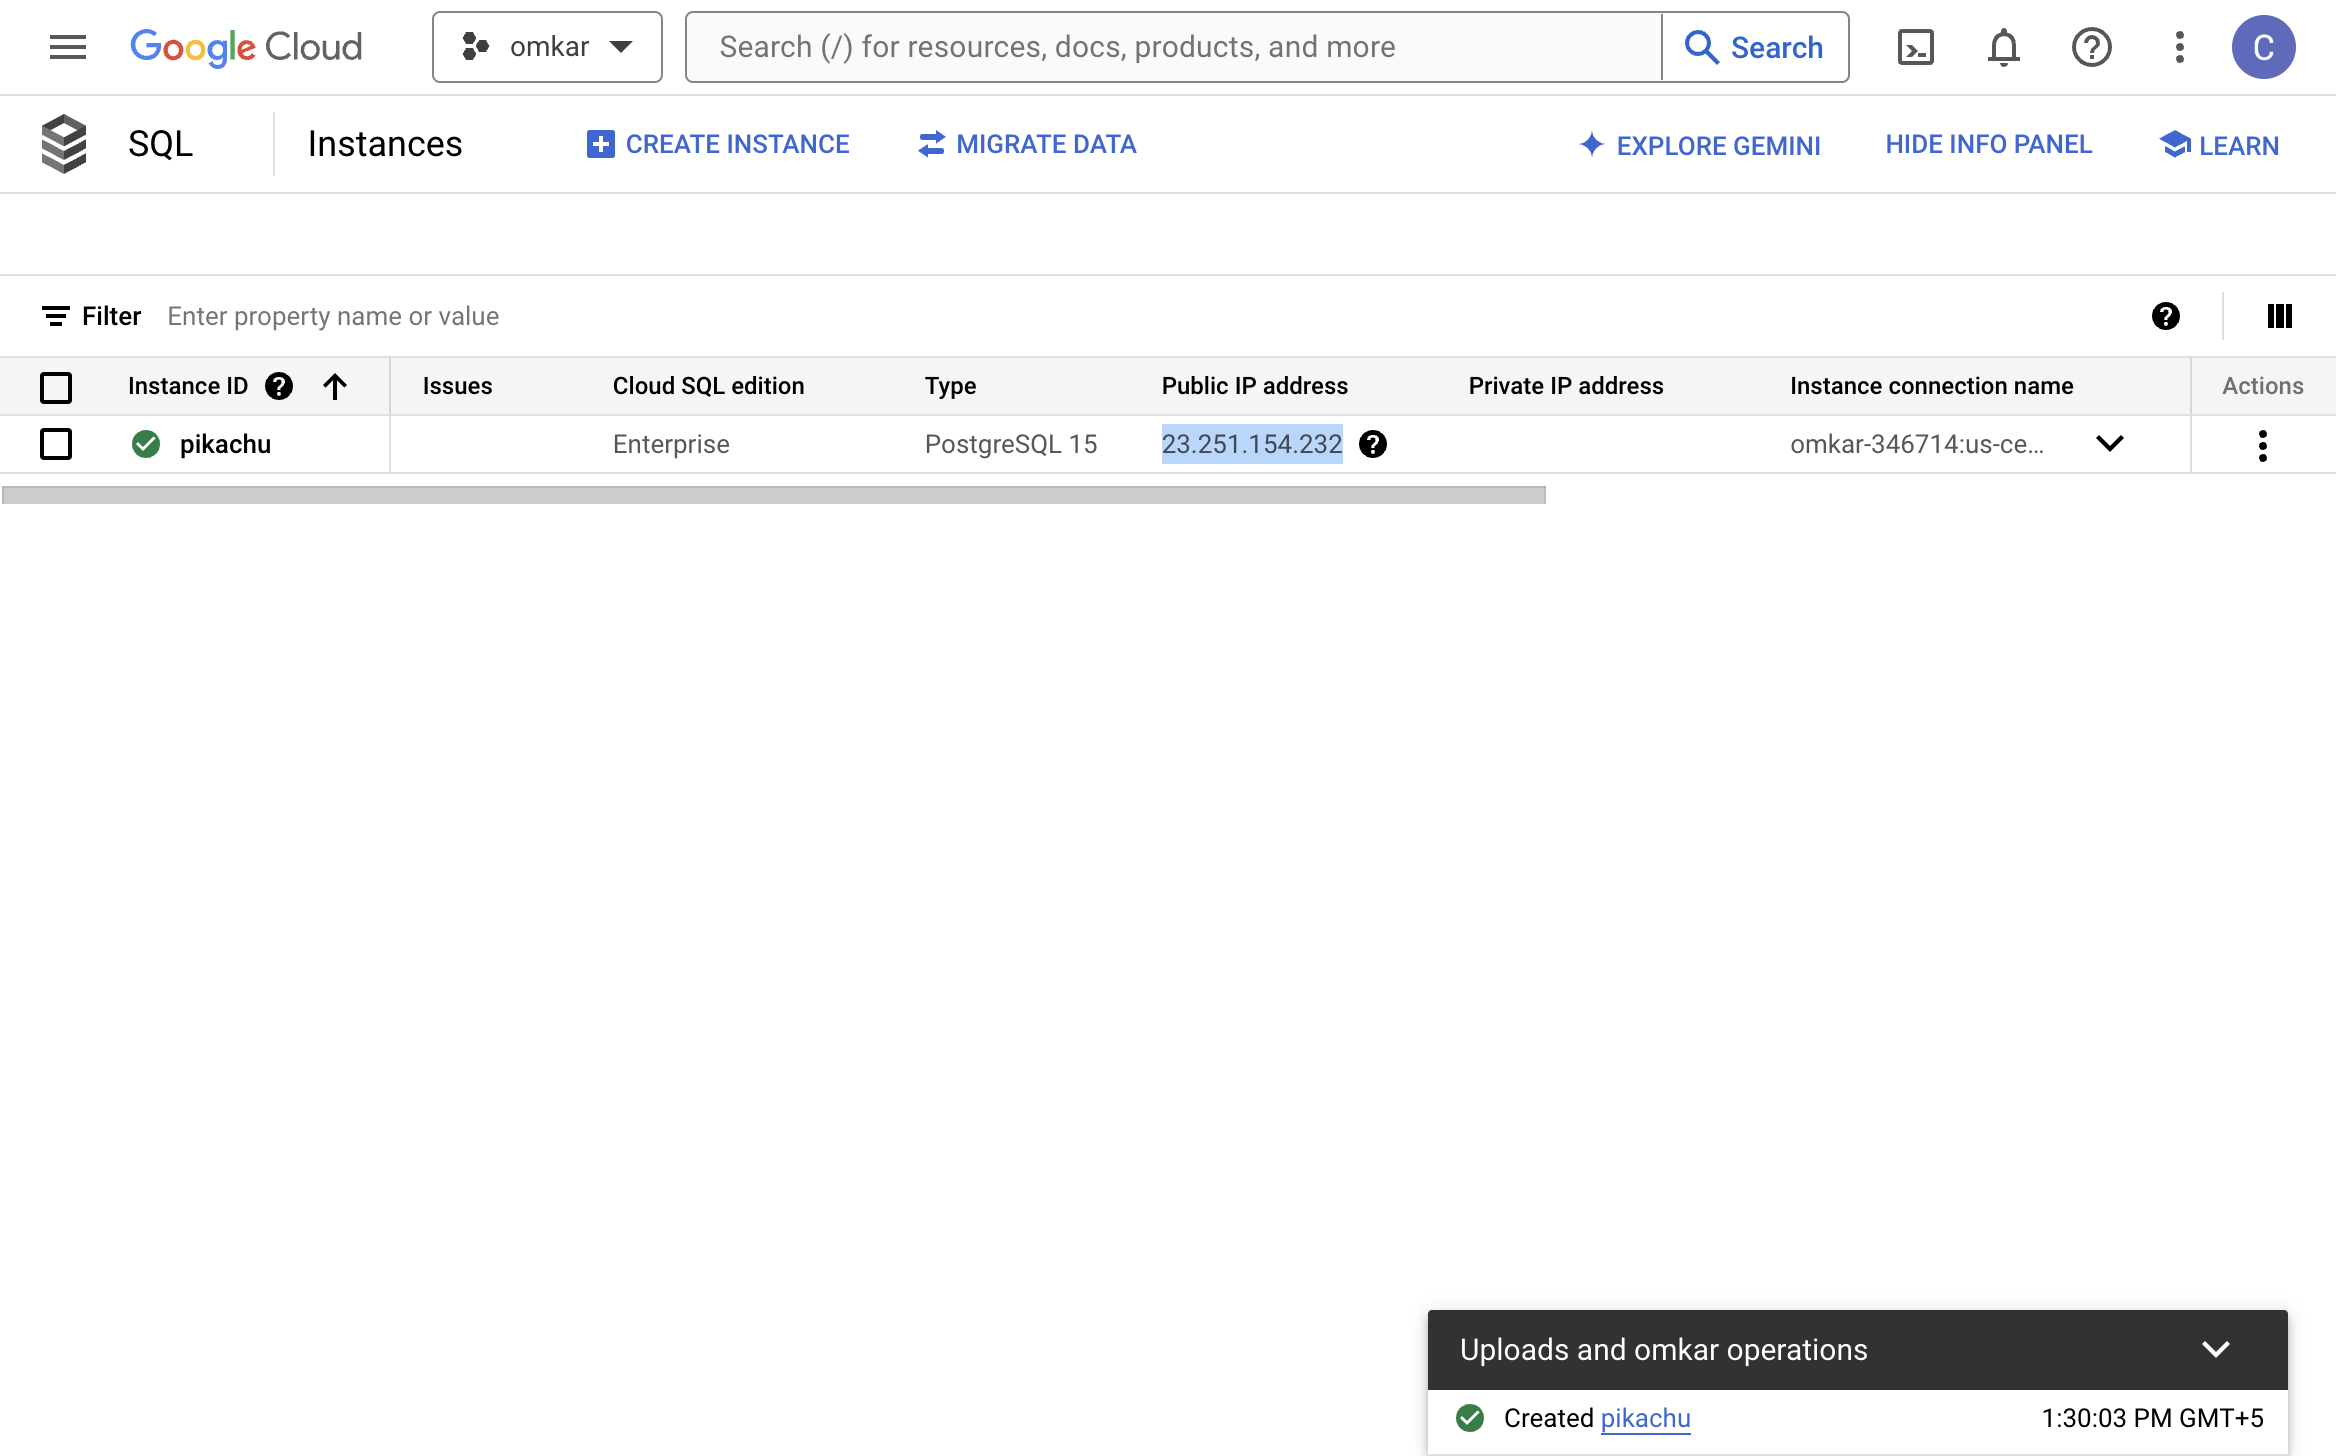 Google Cloud omkar Search (/) for resources, docs, products, and more Search C
SQL Instances CREATE INSTANCE MIGRATE DATA EXPLORE GEMINI HIDE INFO PANEL LEARN
Filter Enter property name or value
Instance ID Issues Cloud SQL edition Type Public IP address Private IP address Instance connection name Actions
pikachu Enterprise PostgreSQL 15 23.251.154.232 omkar-346714:us-ce...
Uploads and omkar operations
Created pikachu 1:30:03 PM GMT+5